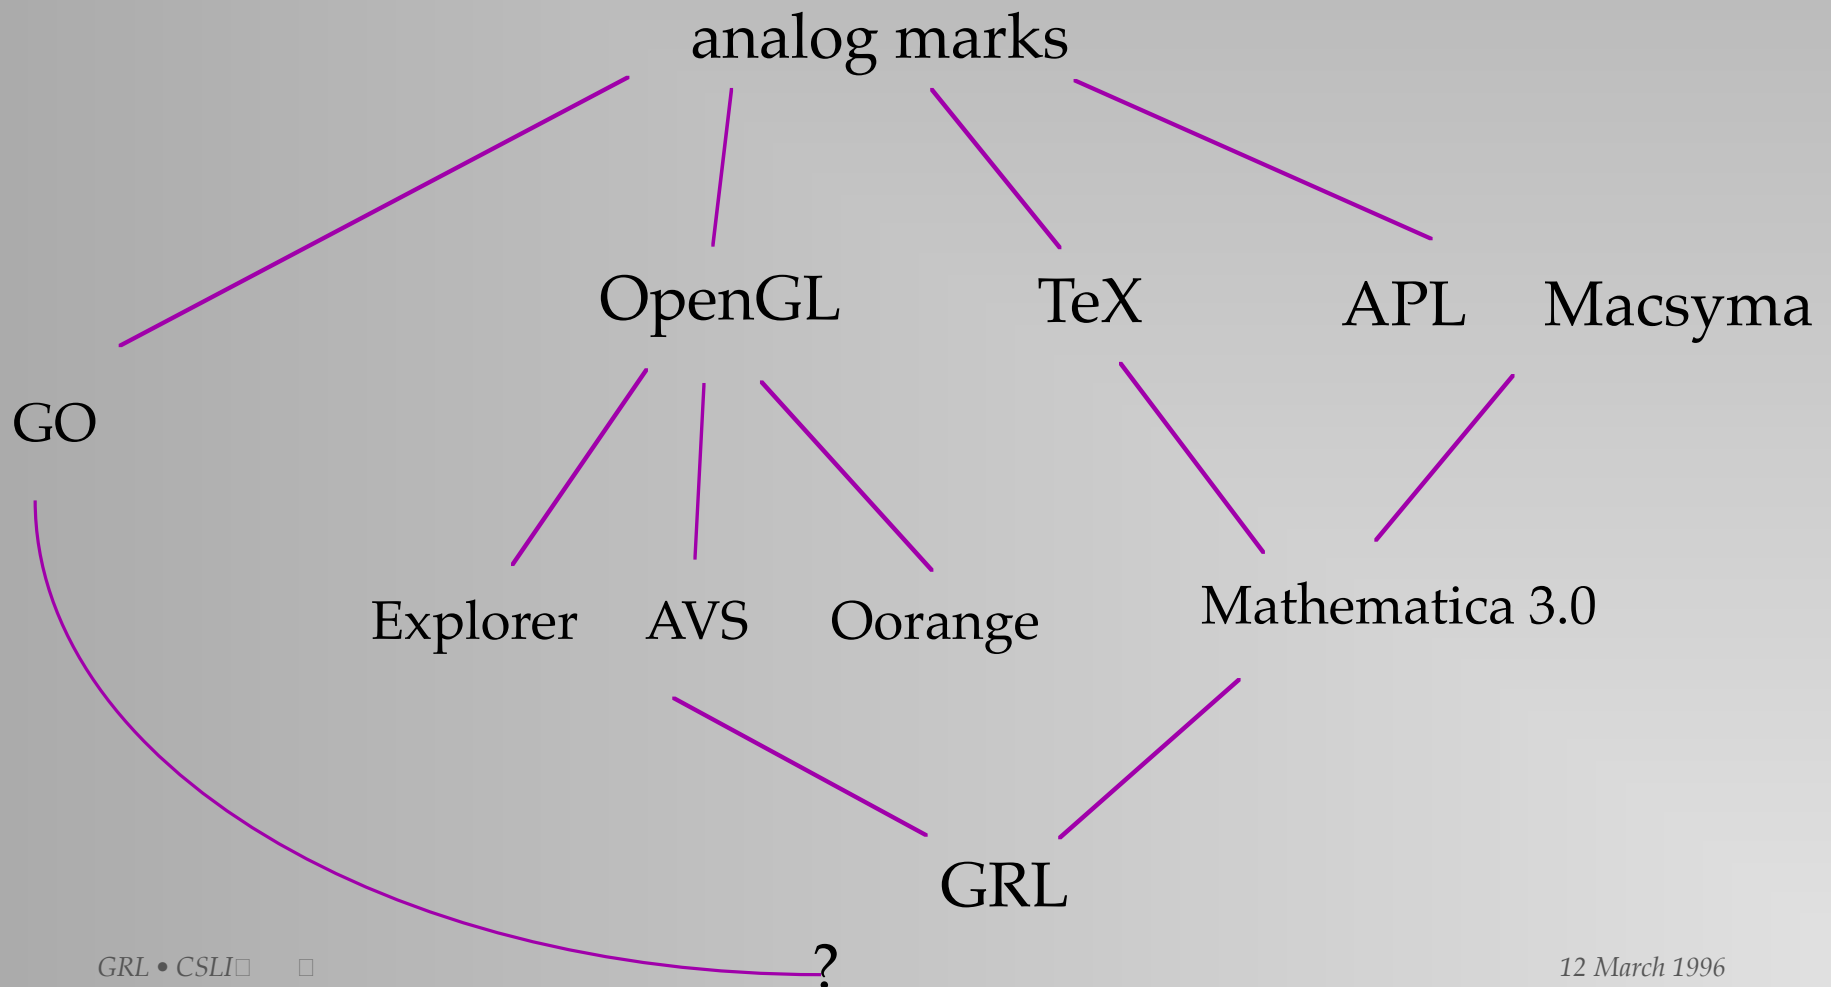 analog marks
OpenGL TeX APL Macsyma
GO
Explorer AVS Oorange Mathematica 3.0
GRL
?
GRL • CSLI 12 March 1996